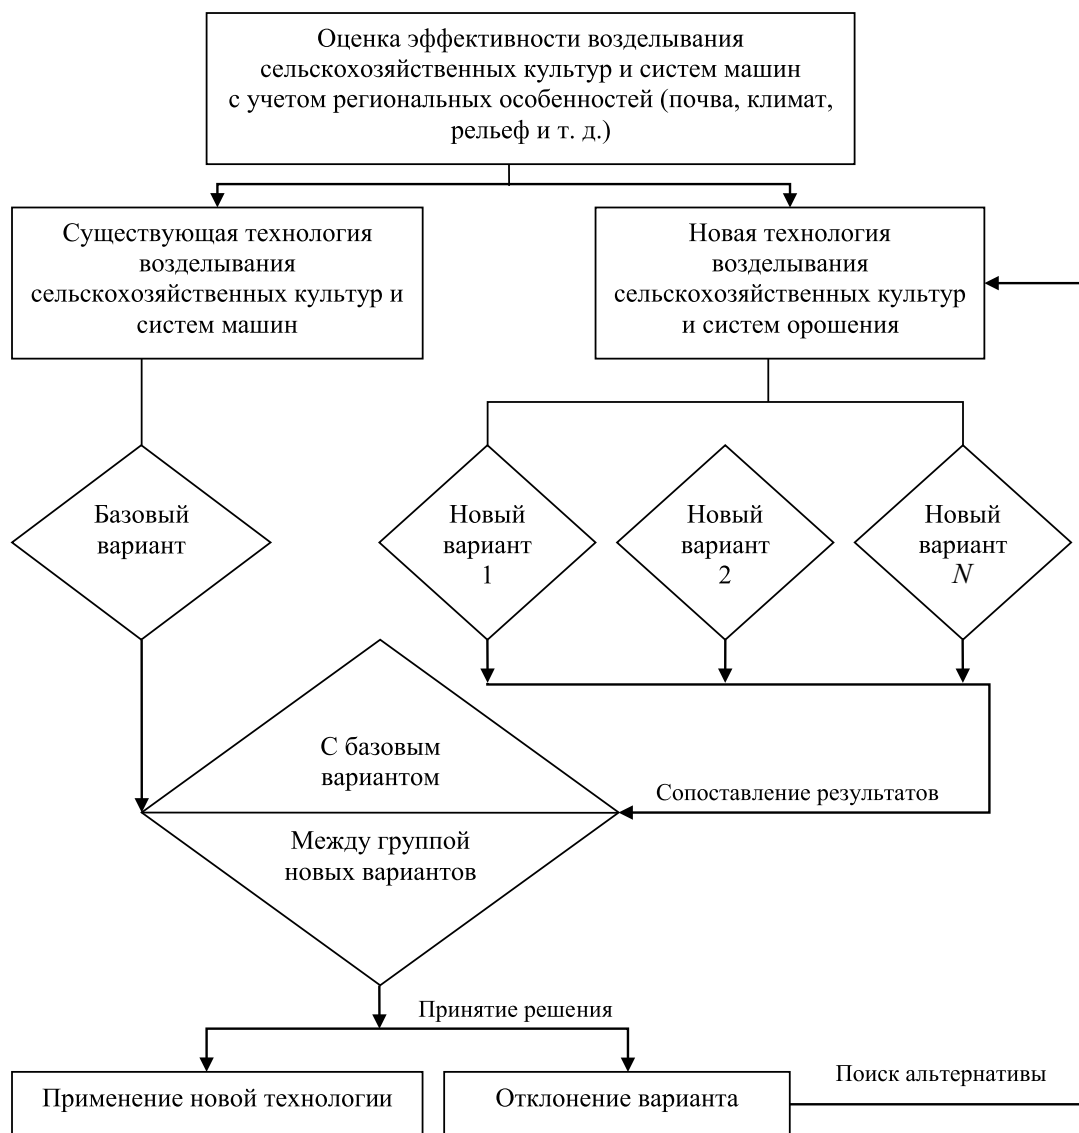 Оценка эффективности возделывания
сельскохозяйственных культур и систем машин
с учетом региональных особенностей (почва, климат,
рельеф и т. д.)
Существующая технология
возделывания
сельскохозяйственных культур и
систем машин
Новая технология
возделывания
сельскохозяйственных культур
и систем орошения
Базовый
вариант
Новый
вариант
1
Новый
вариант
2
Новый
вариант
N
С базовым
вариантом
Сопоставление результатов
Между группой
новых вариантов
Принятие решения
Применение новой технологии
Отклонение варианта
Поиск альтернативы